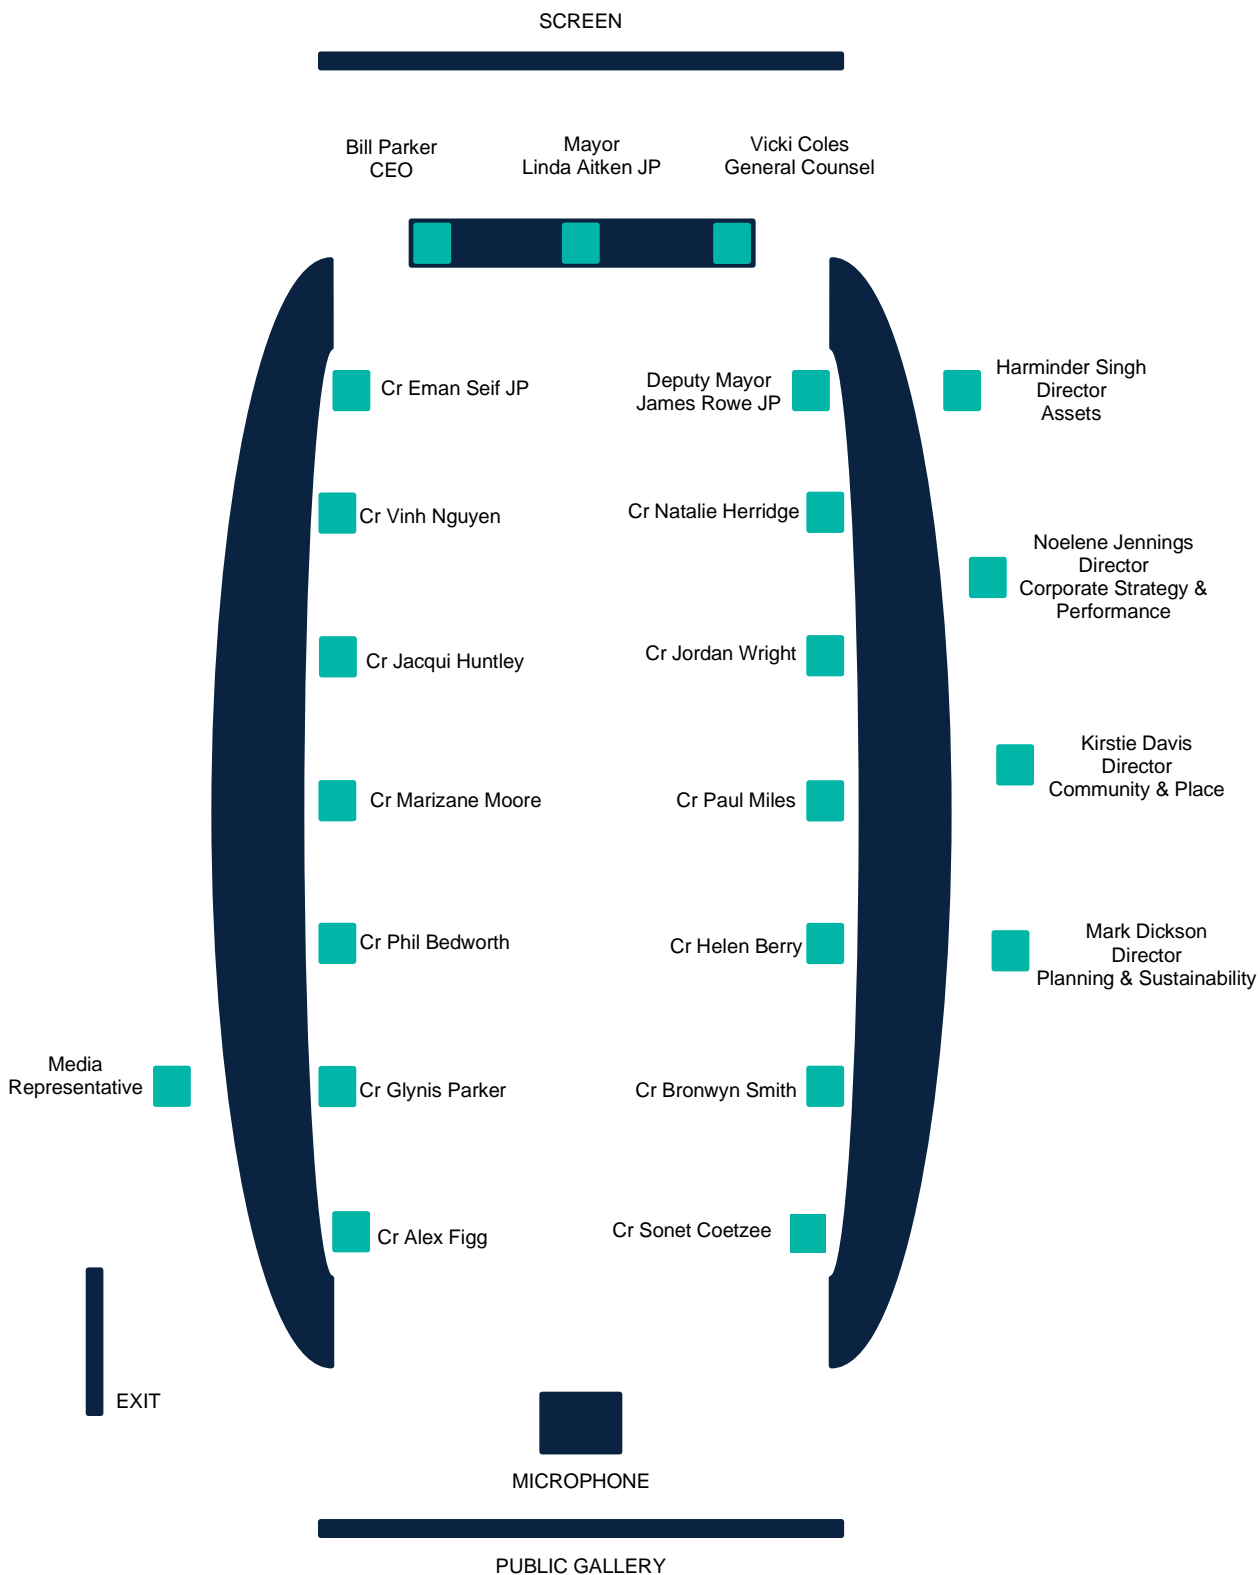 SCREEN
Bill Parker
CEO
Mayor
Linda Aitken JP
Vicki Coles
General Counsel
Cr Eman Seif JP
Deputy Mayor
James Rowe JP
Harminder Singh
Director
Assets
Cr Vinh Nguyen
Cr Natalie Herridge
Noelene Jennings
Director
Corporate Strategy &
Performance
Cr Jacqui Huntley
Cr Jordan Wright
Kirstie Davis
Director
Community & Place
Cr Marizane Moore
Cr Paul Miles
Cr Phil Bedworth
Cr Helen Berry
Mark Dickson
Director
Planning & Sustainability
Media
Representative
Cr Glynis Parker
Cr Bronwyn Smith
Cr Alex Figg
Cr Sonet Coetzee
EXIT
MICROPHONE
PUBLIC GALLERY